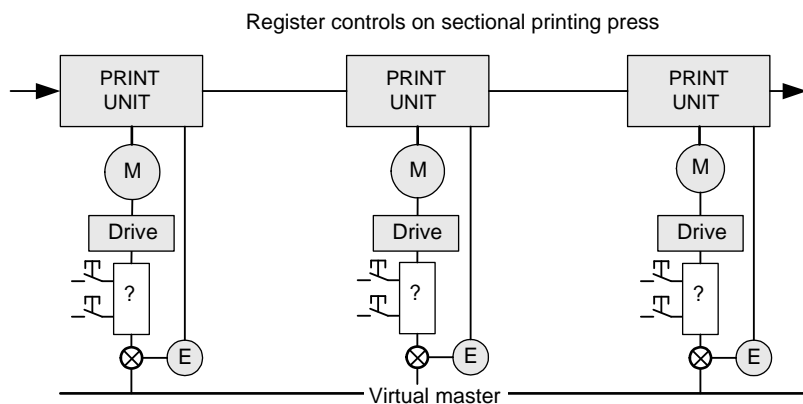 Register controls on sectional printing press
PRINT
UNIT
PRINT
UNIT
PRINT
UNIT
M
M
M
Drive
Drive
Drive
?
?
?
E
E
E
Virtual master